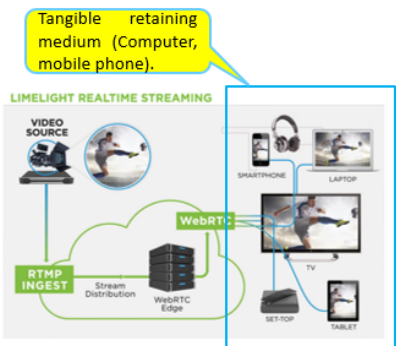 Tangible retaining
medium (Computer,
mobile phone).
LIMELIGHT REALTIME STREAMING
VIDEO
SOURCE
SMARTPHONE
LAPTOP
WebRTC
RTMP
INGEST
Stream
Distribution
WebRTC
Edge
TV
SET-TOP
TABLET